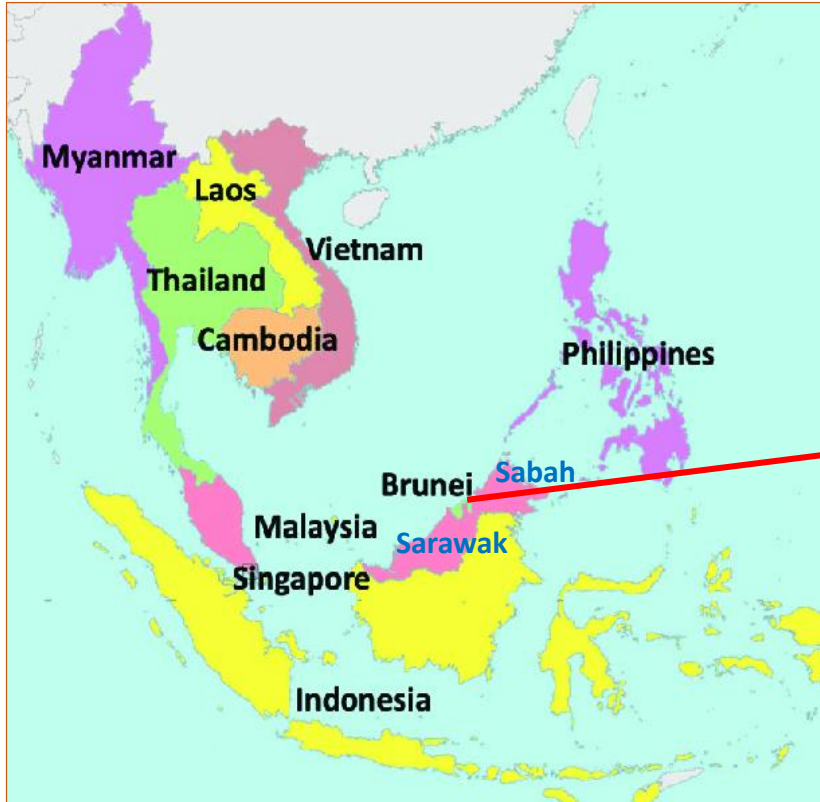 Myanmar
Laos
Vietnam
Thailand
Cambodia
Philippines
Sabah
Brunei
Malaysia
Sarawak
Singapore
Indonesia